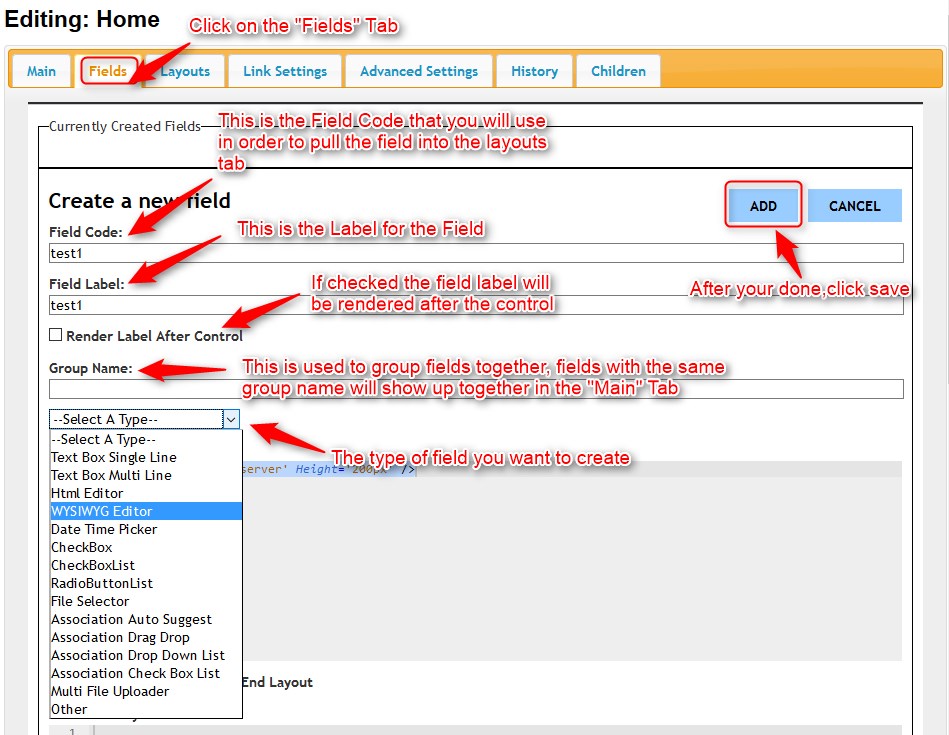 Editing: Home
Click on the "Fields" Tab
Main
Fields
Layouts
Link Settings
Advanced Settings
History
Children
Currently Created Fields
This is the Field Code that you will use
in order to pull the field into the layouts
tab
Create a new field
ADD
CANCEL
Field Code:
This is the Label for the Field
test1
Field Label:
If checked the field label will
be rendered after the control
After your done,click save
test1
Render Label After Control
Group Name:
This is used to group fields together, fields with the same
group name will show up together in the "Main" Tab
--Select A Type--
The type of field you want to create
--Select A Type--
Text Box Single Line
Text Box Multi Line
server' Height='200px' />
Html Editor
WYSIWYG Editor
Date Time Picker
CheckBox
CheckBoxList
RadioButtonList
File Selector
Association Auto Suggest
Association Drag Drop
Association Drop Down List
Association Check Box List
End Layout
Multi File Uploader
Other
1